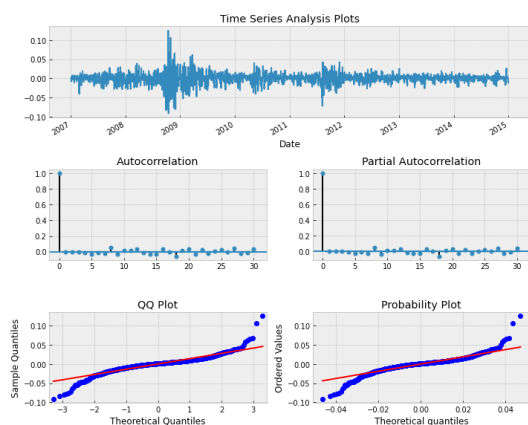 Time Series Analysis Plots
0.10
0.05
0.00
−0.05
−0.10
2007 2008 2009 2010 2011 2012 2013 2014 2015
Date
Autocorrelation
1.0
0.8
0.6
0.4
0.2
0.0
0 5 10 15 20 25 30
Partial Autocorrelation
1.0
0.8
0.6
0.4
0.2
0.0
0 5 10 15 20 25 30
QQ Plot
Sample Quantiles
0.10
0.05
0.00
−0.05
−0.10
−3 −2 −1 0 1 2 3
Theoretical Quantiles
Probability Plot
Ordered Values
0.10
0.05
0.00
−0.05
−0.10
−0.04 −0.02 0.00 0.02 0.04
Theoretical Quantiles